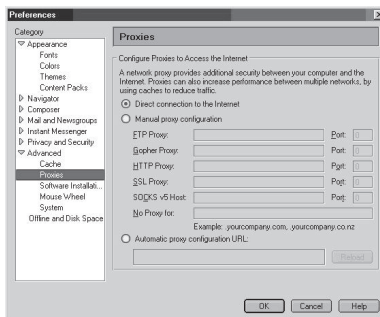 Preferences
Category
Appearance
Fonts
Colors
Themes
Content Packs
Navigator
Composer
Mail and Newsgroups
Instant Messenger
Privacy and Security
Advanced
Cache
Proxies
Software Installati...
Mouse Wheel
System
Offline and Disk Space
Proxies
Configure Proxies to Access the Internet
A network proxy provides additional security between your computer and the
Internet. Proxies can also increase performance between multiple networks, by
using caches to reduce traffic.
Direct connection to the Internet
Manual proxy configuration
FTP Proxy: Port: 0
Gopher Proxy: Port: 0
HTTP Proxy: Port: 0
SSL Proxy: Port: 0
SOCKS v5 Host: Port: 0
No Proxy for:
Example: .yourcompany.com, .yourcompany.co.nz
Automatic proxy configuration URL:
Reload
OK Cancel Help